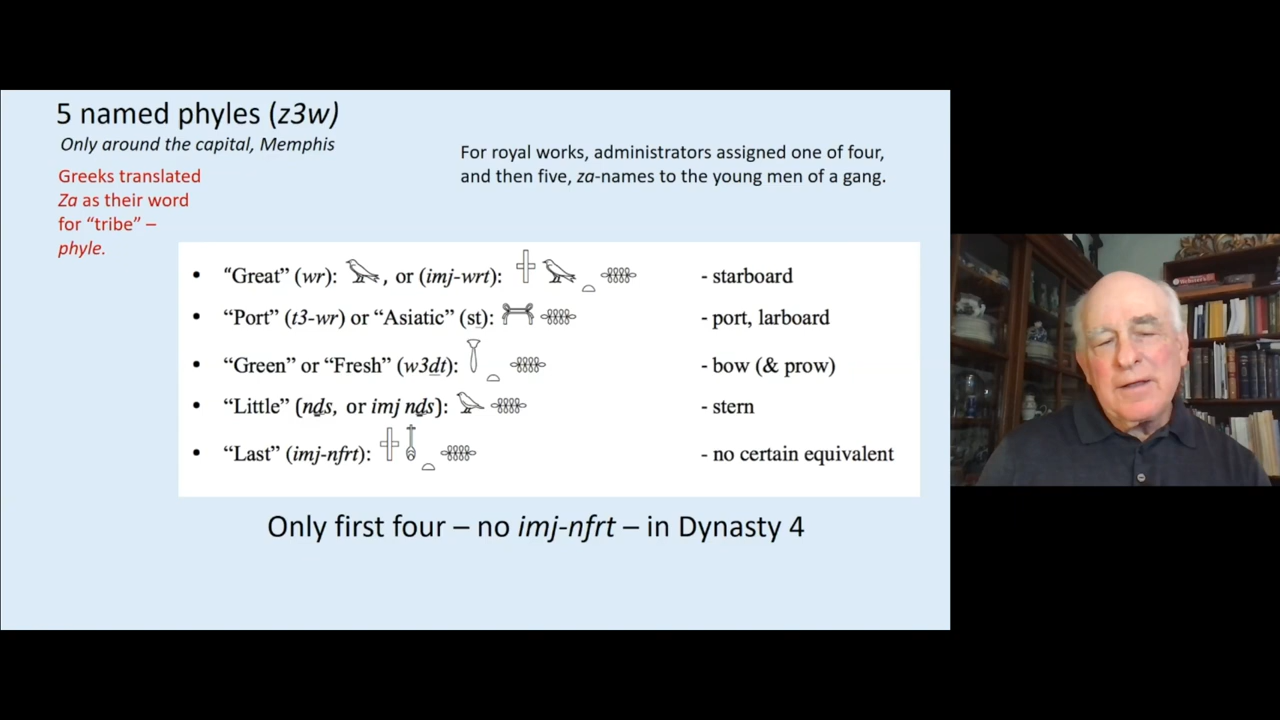 5 named phyles (z3w)
Only around the capital, Memphis
Greeks translated
Za as their word
for “tribe” –
phyle.
For royal works, administrators assigned one of four,
and then five, za-names to the young men of a gang.
• “Great” (wr): 𓅨, or (imj-wrt): 𓏶𓅨𓏏𓎃 - starboard
• “Port” (t3-wr) or “Asiatic” (st): - port, larboard
• “Green” or “Fresh” (w3ḏt): - bow (& prow)
• “Little” (nḏs, or imj nḏs): - stern
• “Last” (imj-nfrt): - no certain equivalent
Only first four – no imj-nfrt – in Dynasty 4